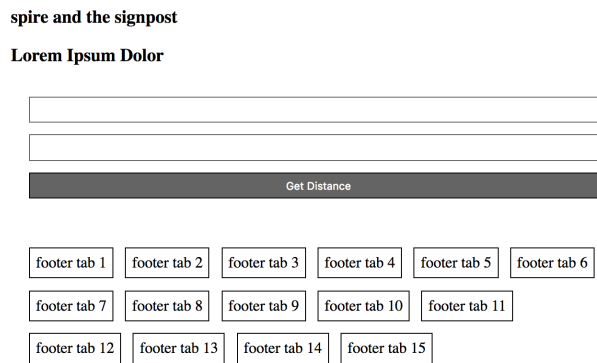 spire and the signpost
Lorem Ipsum Dolor
Get Distance
footer tab 1 footer tab 2 footer tab 3 footer tab 4 footer tab 5 footer tab 6
footer tab 7 footer tab 8 footer tab 9 footer tab 10 footer tab 11
footer tab 12 footer tab 13 footer tab 14 footer tab 15